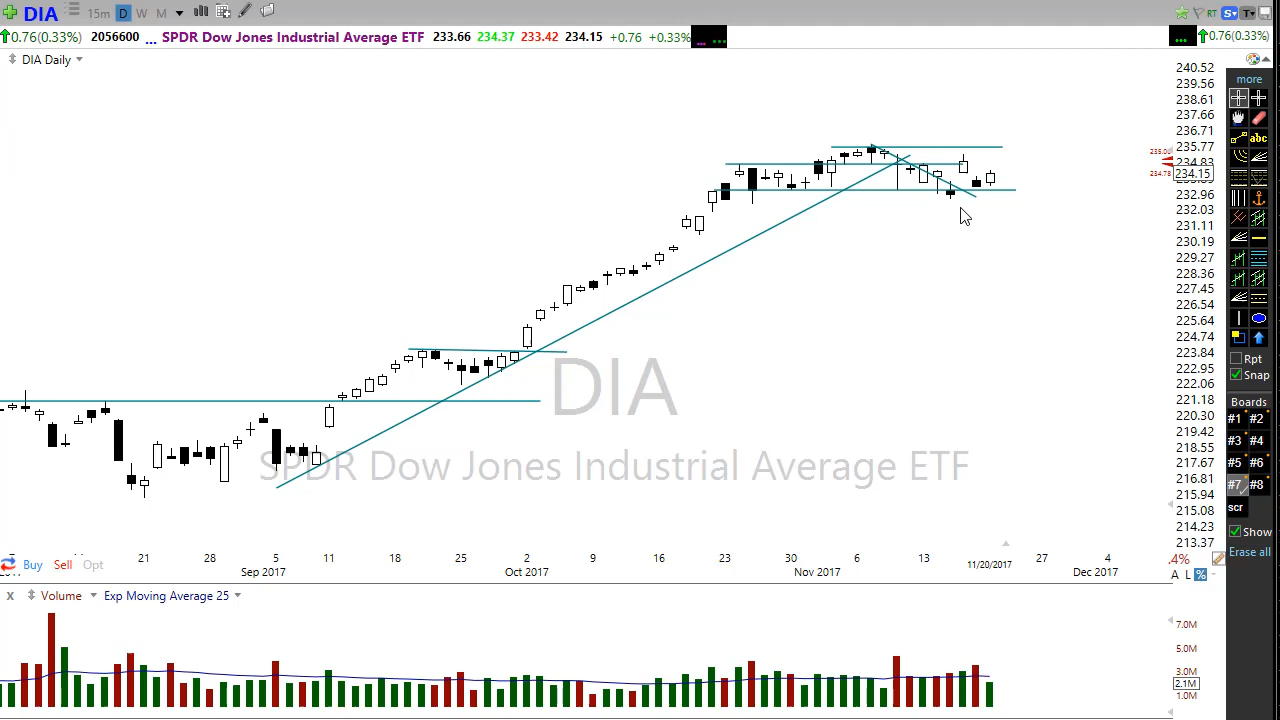 DIA 15m D W M RT S T
0.76(0.33%) 2056600 ... SPDR Dow Jones Industrial Average ETF 233.66 234.37 233.42 234.15 +0.76 +0.33% ... ... ... 0.76(0.33%)
DIA Daily
more
abc
240.52
239.56
238.61
237.66
236.71
235.77
234.83
234.15
232.96
232.03
231.11
230.19
229.27
228.36
227.45
226.54
225.64
224.74
223.84
222.95
222.06
221.18
220.30
219.42
218.55
217.67
216.81
215.94
215.08
214.23
213.37
234.78
DIA
SPDR Dow Jones Industrial Average ETF
Rpt
Snap
Boards
#1 #2
#3 #4
#5 #6
#7 #8
scr
Show
Erase all
21 28 5 11 18 25 2 9 16 23 30 6 13 27 4
Sep 2017 Oct 2017 Nov 2017 11/20/2017 Dec 2017
Buy Sell Opt
.4%
A L %
x Volume Exp Moving Average 25
7.0M
5.0M
3.0M
2.1M
1.0M